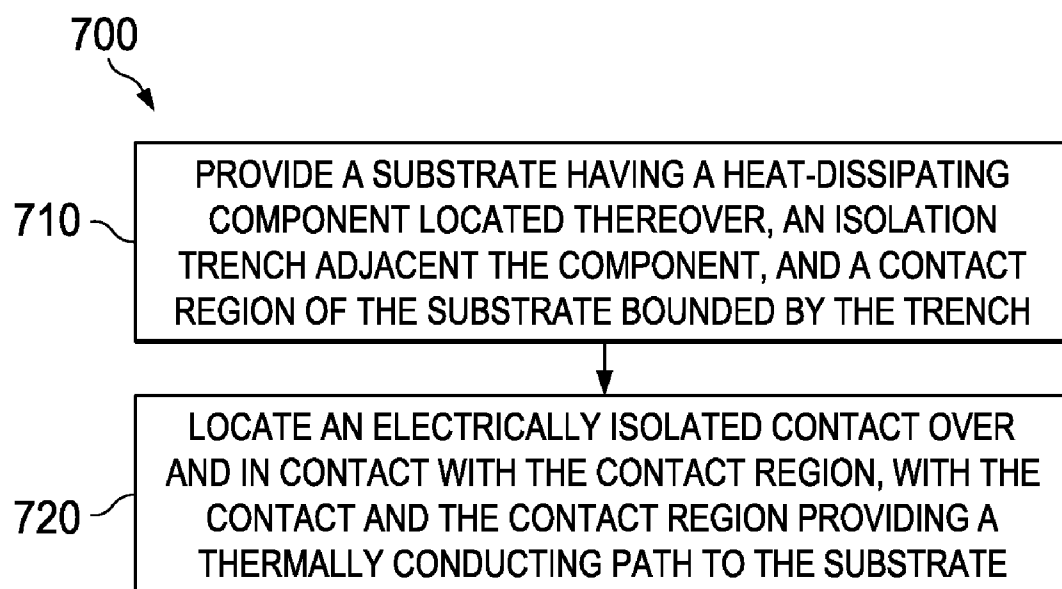 700
710
PROVIDE A SUBSTRATE HAVING A HEAT-DISSIPATING
COMPONENT LOCATED THEREOVER, AN ISOLATION
TRENCH ADJACENT THE COMPONENT, AND A CONTACT
REGION OF THE SUBSTRATE BOUNDED BY THE TRENCH
720
LOCATE AN ELECTRICALLY ISOLATED CONTACT OVER
AND IN CONTACT WITH THE CONTACT REGION, WITH THE
CONTACT AND THE CONTACT REGION PROVIDING A
THERMALLY CONDUCTING PATH TO THE SUBSTRATE